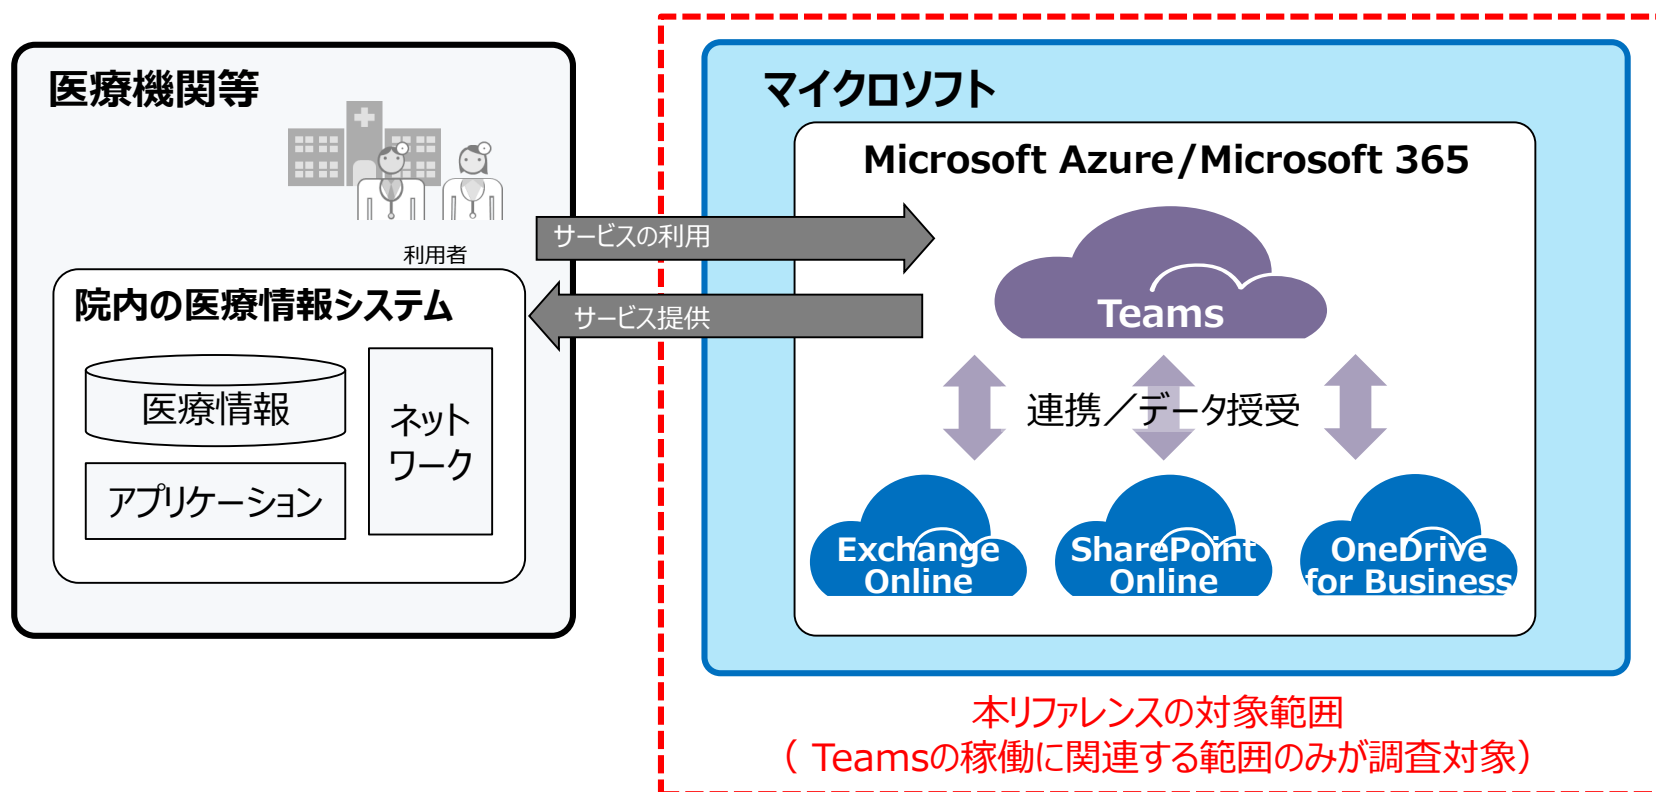 医療機関等
利用者
院内の医療情報システム
医療情報
アプリケーション
ネット
ワーク
サービスの利用
サービス提供
マイクロソフト
Microsoft Azure/Microsoft 365
Teams
連携／データ授受
Exchange
Online
SharePoint
Online
OneDrive
for Business
本リファレンスの対象範囲
（ Teamsの稼働に関連する範囲のみが調査対象）